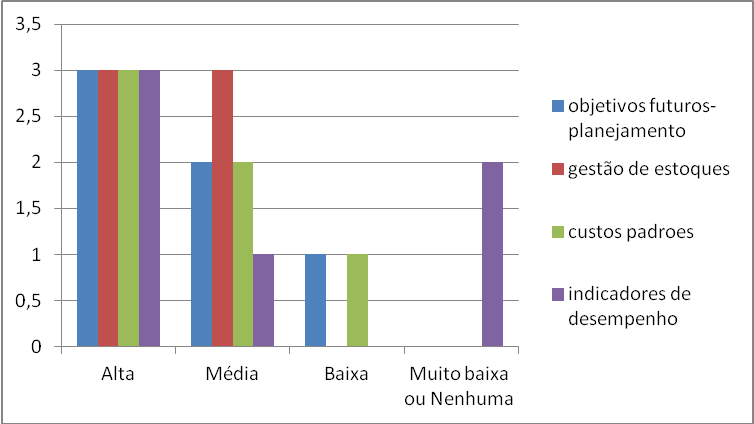 3,5
3
2,5
2
1,5
1
0,5
0
Alta
Média
Baixa
Muito baixa
ou Nenhuma
objetivos futuros-
planejamento
gestão de estoques
custos padroes
indicadores de
desempenho